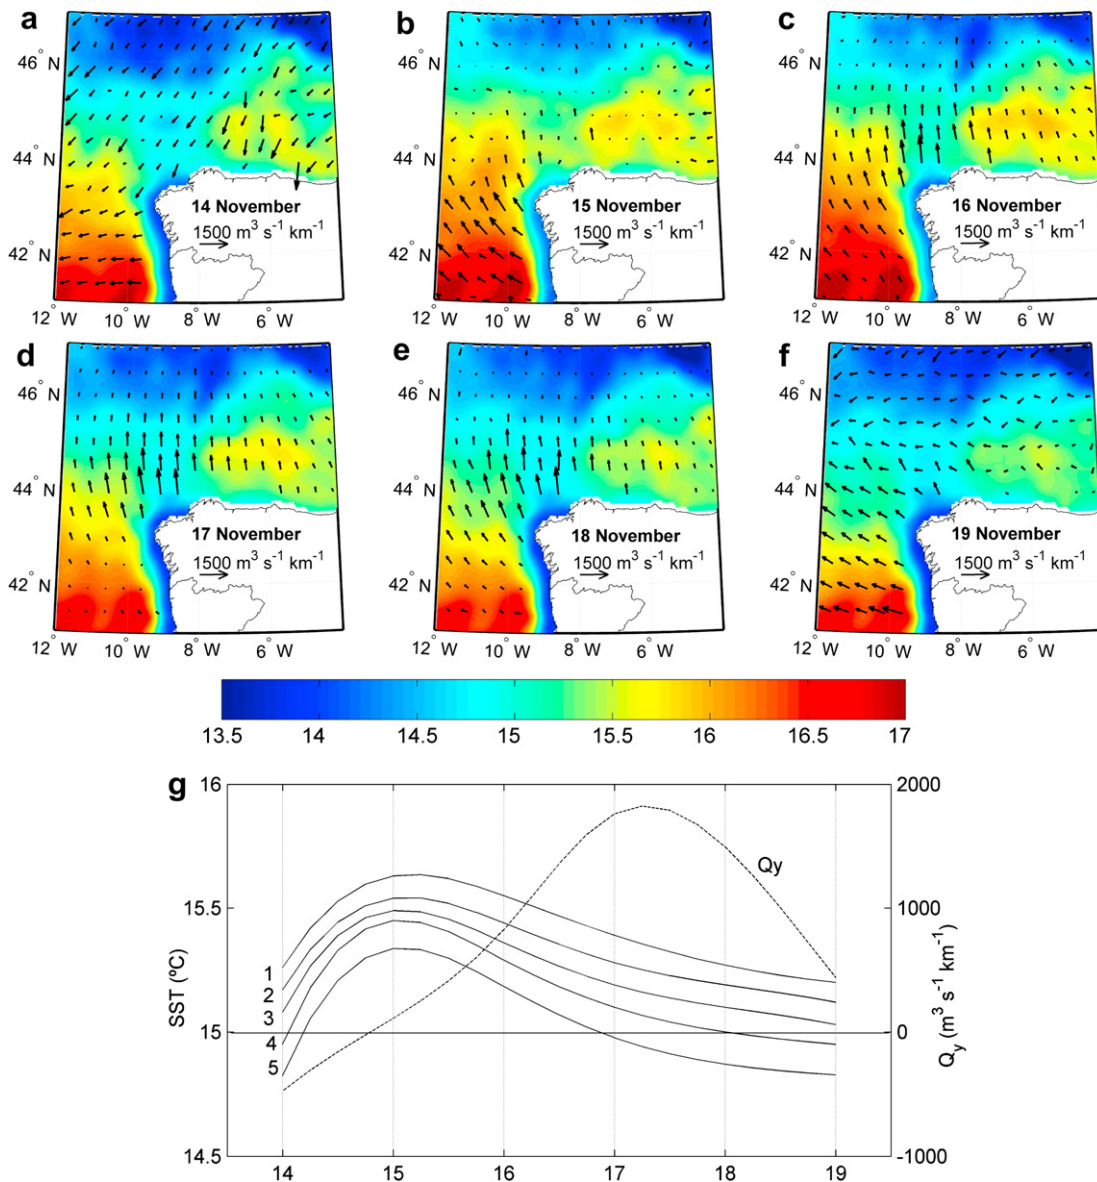 a
46° N
44° N
42° N
12° W 10° W 8° W 6° W
14 November
1500 m³ s⁻¹ km⁻¹
b
46° N
44° N
42° N
12° W 10° W 8° W 6° W
15 November
1500 m³ s⁻¹ km⁻¹
c
46° N
44° N
42° N
12° W 10° W 8° W 6° W
16 November
1500 m³ s⁻¹ km⁻¹
d
46° N
44° N
42° N
12° W 10° W 8° W 6° W
17 November
1500 m³ s⁻¹ km⁻¹
e
46° N
44° N
42° N
12° W 10° W 8° W 6° W
18 November
1500 m³ s⁻¹ km⁻¹
f
46° N
44° N
42° N
12° W 10° W 8° W 6° W
19 November
1500 m³ s⁻¹ km⁻¹
13.5 14 14.5 15 15.5 16 16.5 17
g
16
15.5
15
14.5
SST (ºC)
1
2
3
4
5
Qy
2000
1000
0
-1000
Qy (m³ s⁻¹ km⁻¹)
14 15 16 17 18 19